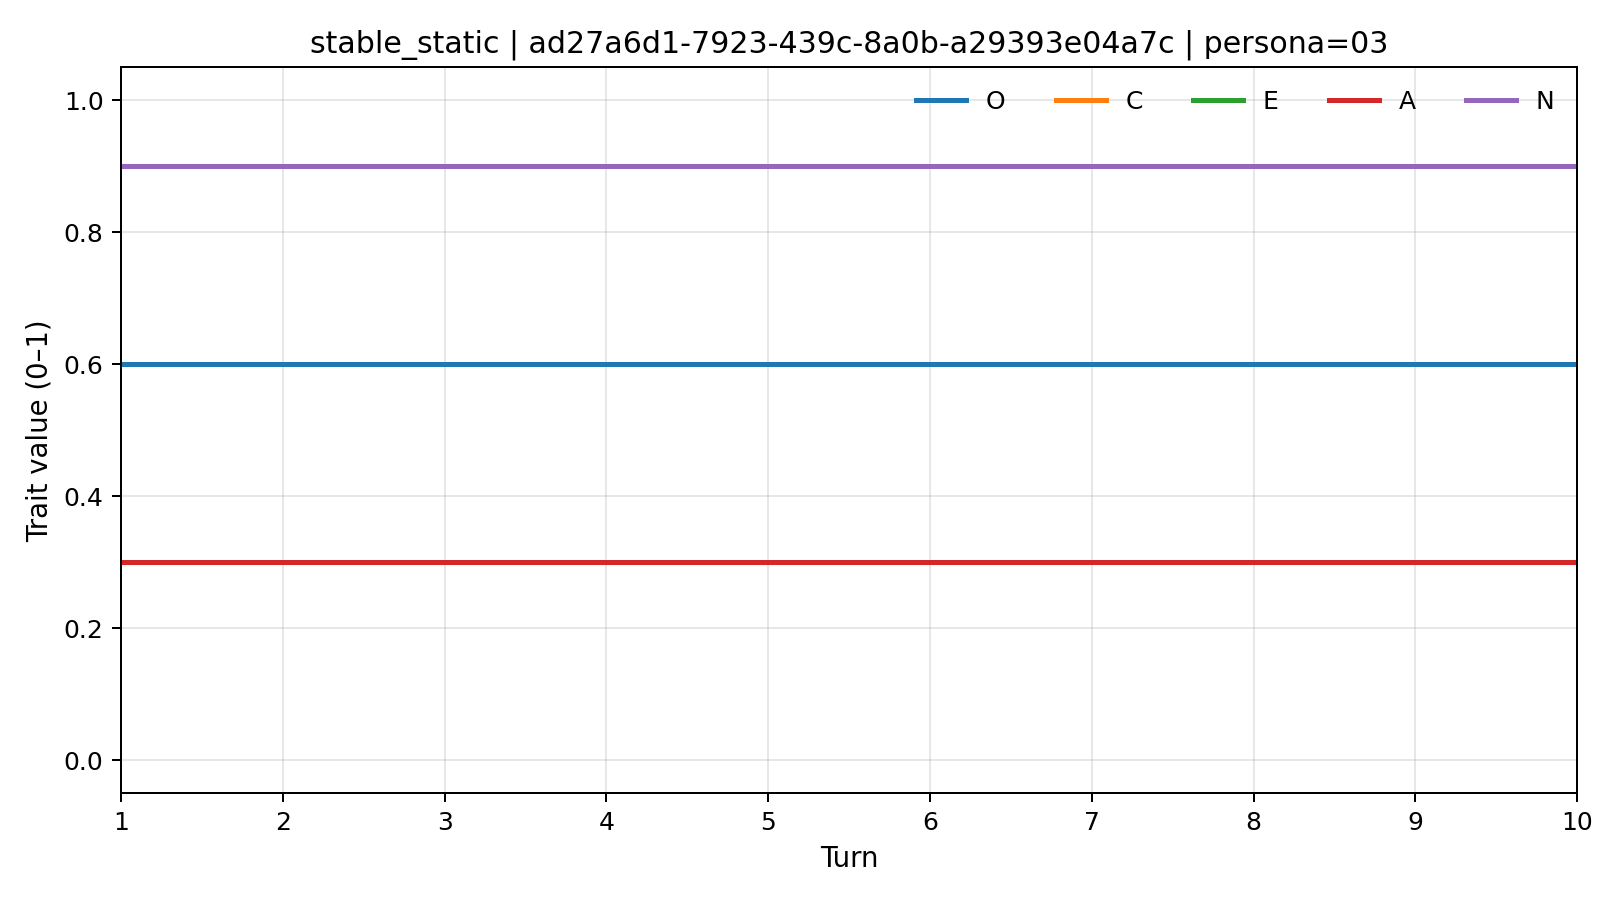 stable_static | ad27a6d1-7923-439c-8a0b-a29393e04a7c | persona=03
O C E A N
1.0
0.8
0.6
0.4
0.2
0.0
Trait value (0–1)
1 2 3 4 5 6 7 8 9 10
Turn